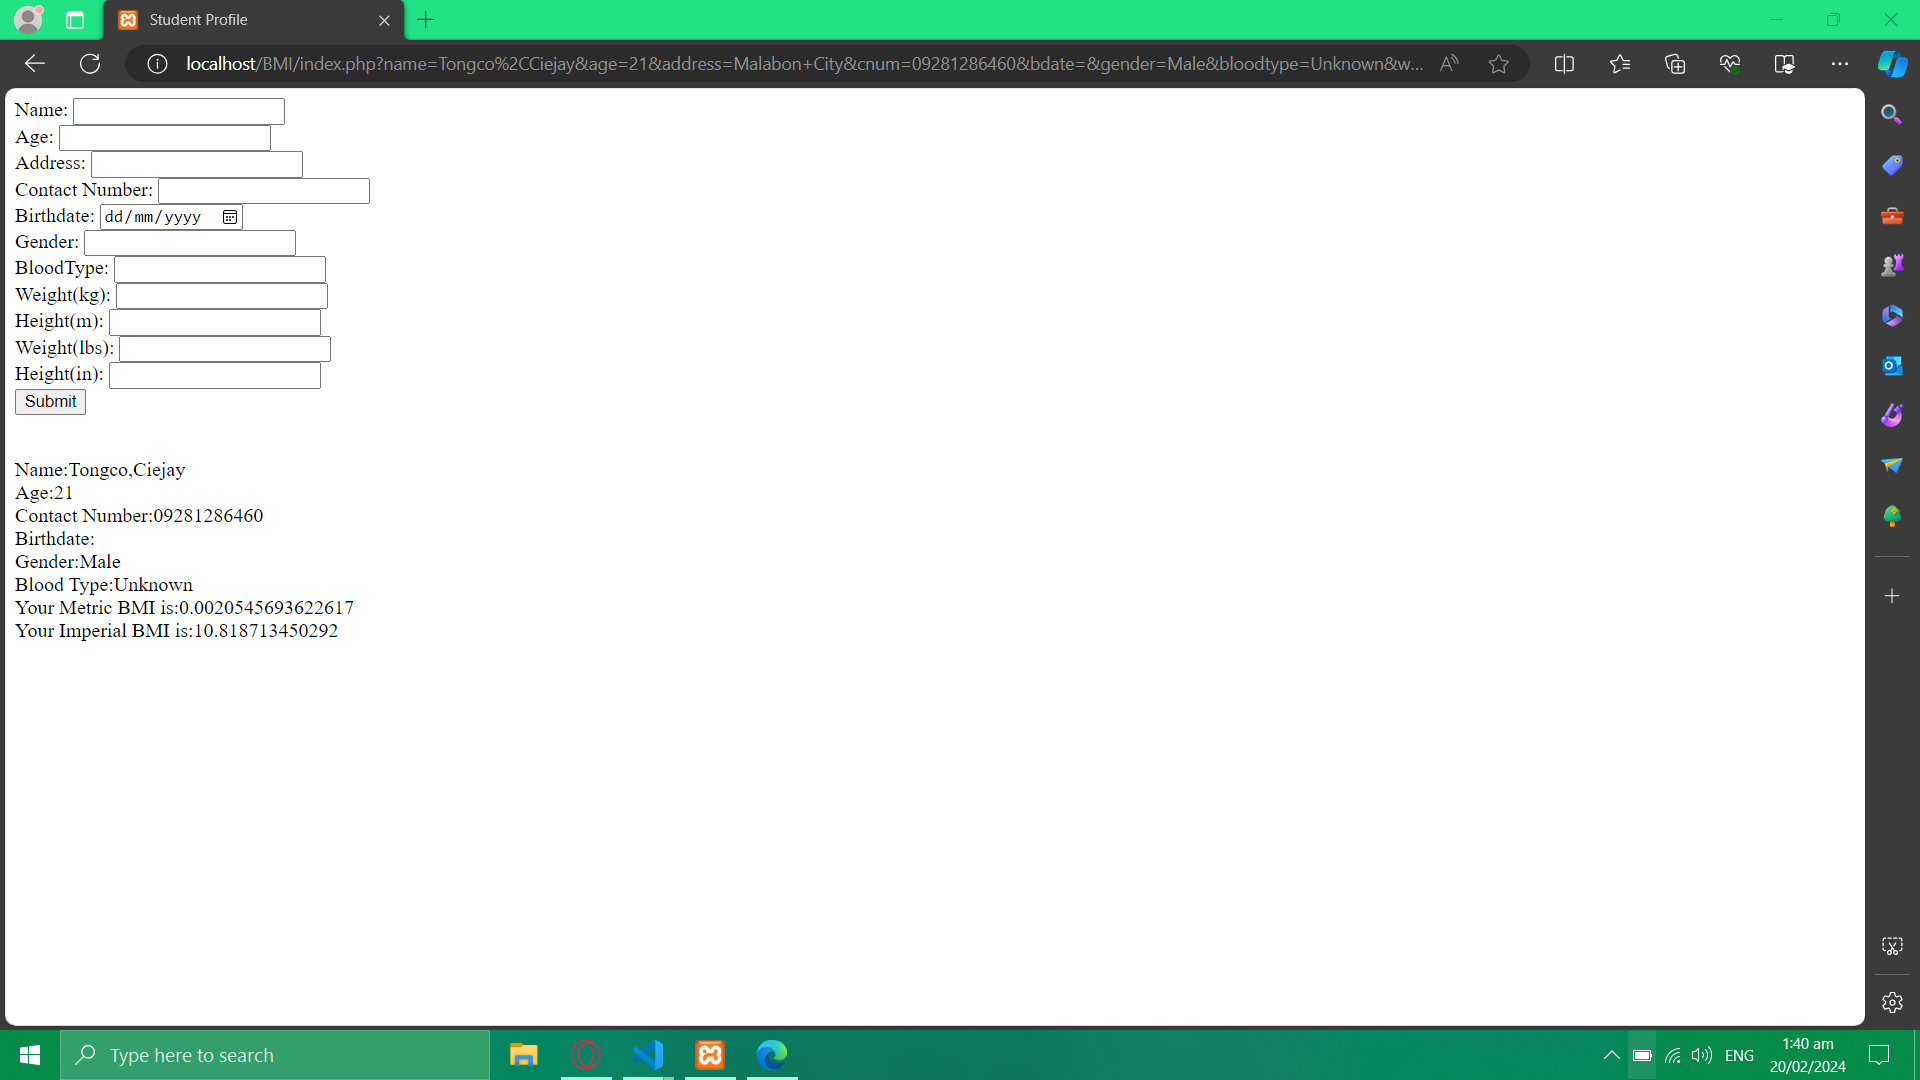 Student Profile
localhost/BMI/index.php?name=Tongco%2CCiejay&age=21&address=Malabon+City&cnum=09281286460&bdate=&gender=Male&bloodtype=Unknown&w...
Name:
Age:
Address:
Contact Number:
Birthdate: dd/mm/yyyy
Gender:
BloodType:
Weight(kg):
Height(m):
Weight(lbs):
Height(in):
Submit
Name:Tongco,Ciejay
Age:21
Contact Number:09281286460
Birthdate:
Gender:Male
Blood Type:Unknown
Your Metric BMI is:0.0020545693622617
Your Imperial BMI is:10.818713450292
Type here to search
ENG
1:40 am
20/02/2024